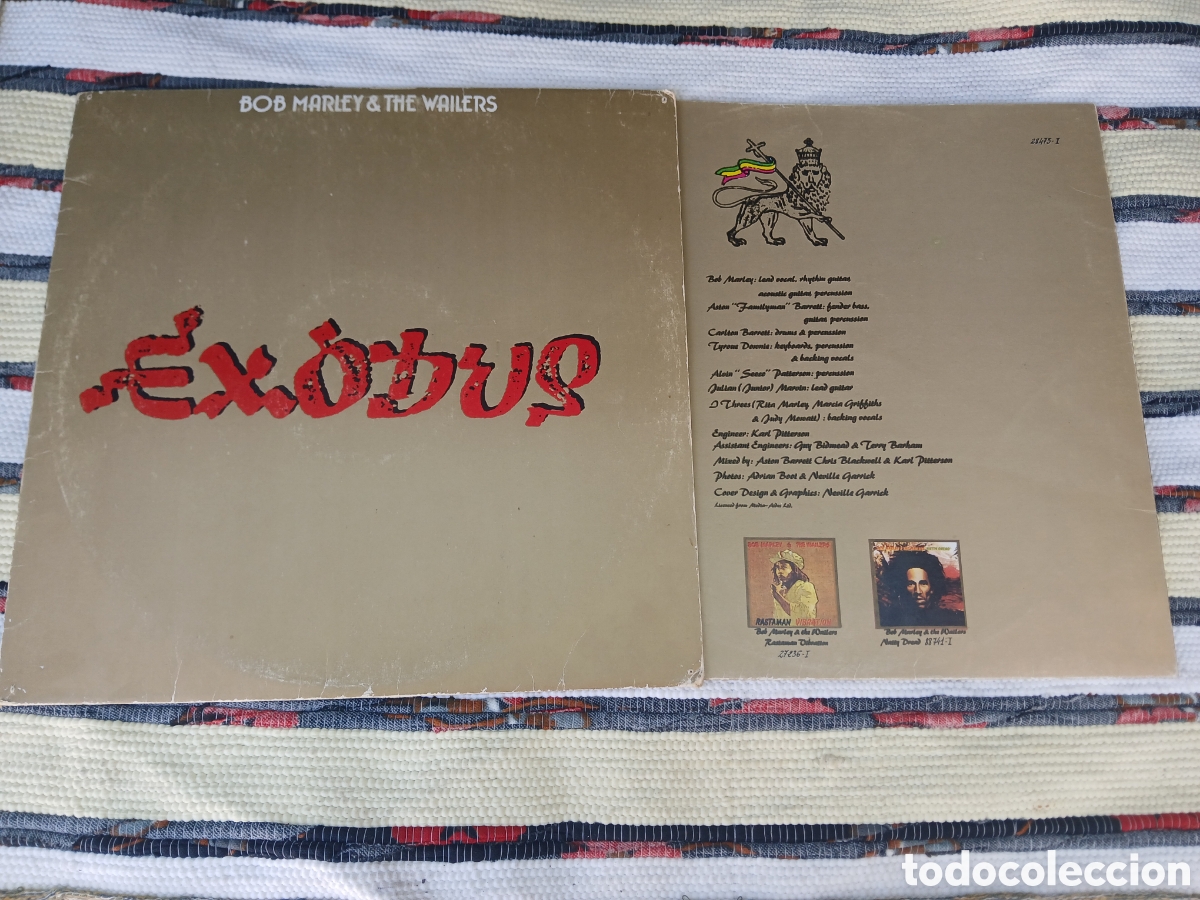 BOB MARLEY & THE WAILERS
Exodus
28475-I
Bob Marley: lead vocal, rhythm guitar,
acoustic guitar, percussion
Aston "Familyman" Barrett: fender bass,
guitar, percussion
Carlton Barrett: drums & percussion
Tyrone Downie: keyboards, percussion
& backing vocals
Alvin "Seeco" Patterson: percussion
Julian (Junior) Marvin: lead guitar
I Threes (Rita Marley, Marcia Griffiths
& Judy Mowatt) : backing vocals
Engineer: Karl Pitterson
Assistant Engineers: Guy Bidmead & Terry Barham
Mixed by: Aston Barrett Chris Blackwell & Karl Pitterson
Photos: Adrian Boot & Neville Garrick
Cover Design & Graphics: Neville Garrick
Licensed from
BOB MARLEY & THE WAILERS
RASTAMAN VIBRATION
Bob Marley & the Wailers
Rastaman Vibration
27236-I
Bob Marley & the Wailers
Natty Dread 88741-I
todocoleccion